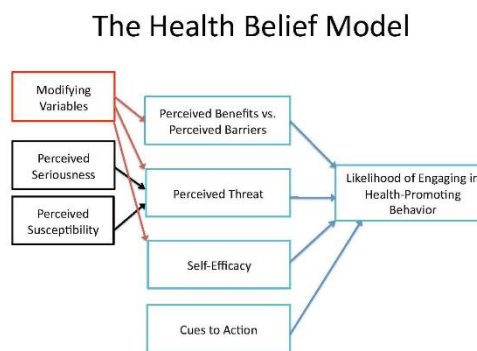 The Health Belief Model
Modifying
Variables
Perceived Benefits vs.
Perceived Barriers
Perceived
Seriousness
Perceived Threat
Likelihood of Engaging in
Health-Promoting
Behavior
Perceived
Susceptibility
Self-Efficacy
Cues to Action